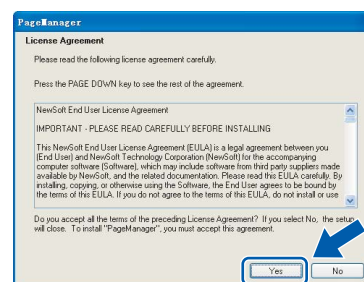 PageManager
License Agreement
Please read the following license agreement carefully.
Press the PAGE DOWN key to see the rest of the agreement.
NewSoft End User License Agreement
IMPORTANT - PLEASE READ CAREFULLY BEFORE INSTALLING
This NewSoft End User License Agreement (EULA) is a legal agreement between you
(End User) and NewSoft Technology Corporation (NewSoft) for the accompanying
computer software (Software), which may include software from third party suppliers made
available by NewSoft, and the related documentation. Please read this EULA carefully. By
installing, copying, or otherwise using the Software, the End User agrees to be bound by
the terms of this EULA. If you do not agree to the terms of this EULA, do not install or use
Do you accept all the terms of the preceding License Agreement? If you select No, the setup
will close. To install "PageManager", you must accept this agreement.
Yes
No